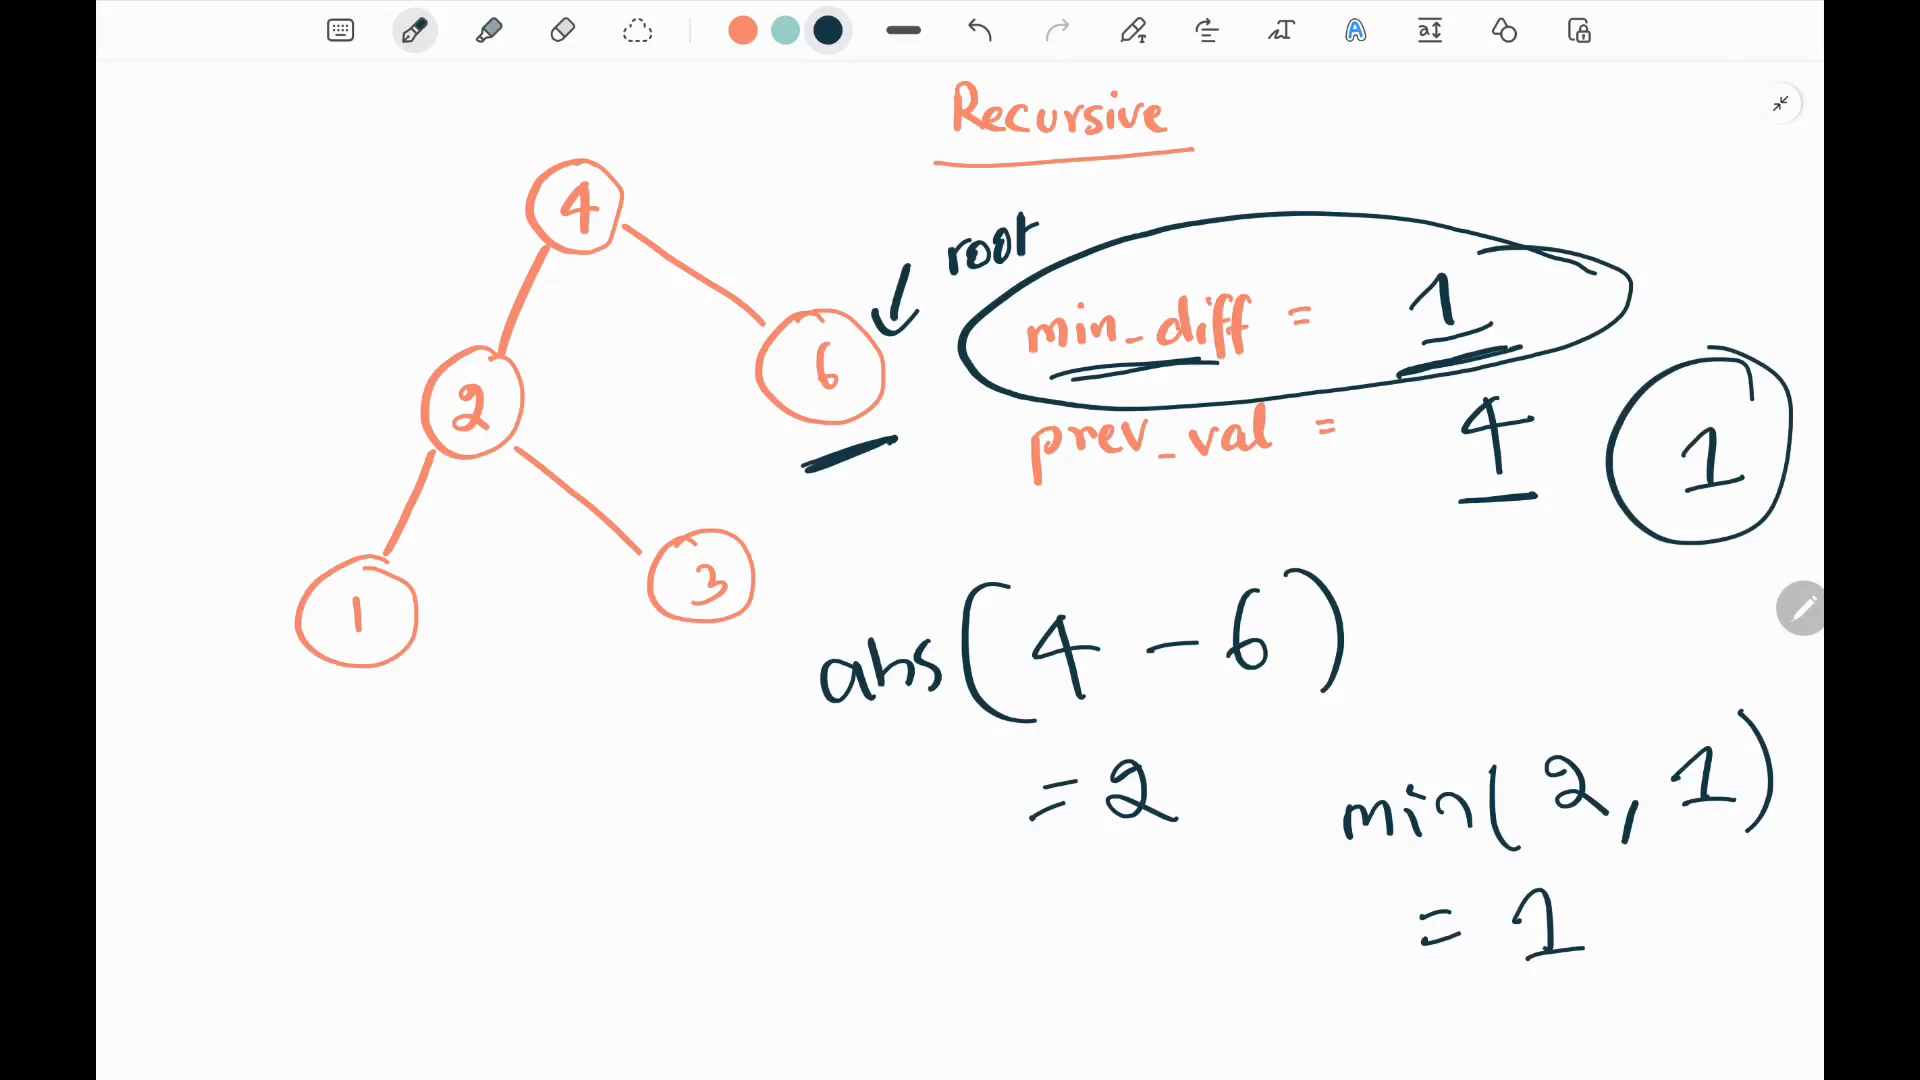 Recursive
4
root
min_diff = 1
6
2
prev_val = 4
1
1
3
abs(4 - 6)
= 2
min(2, 1)
= 1